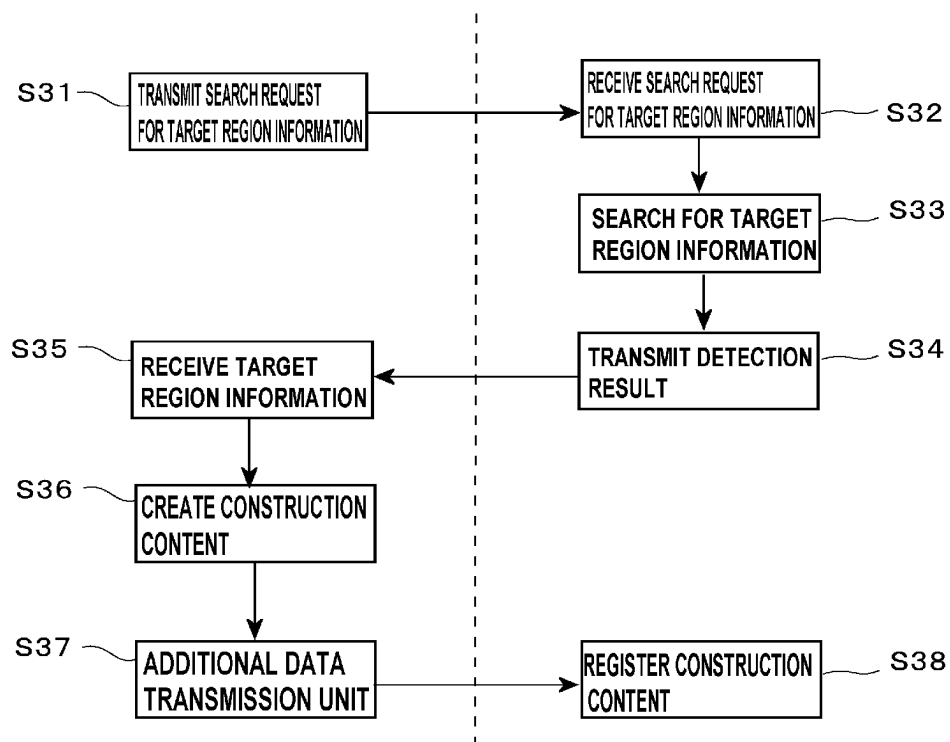 S31
TRANSMIT SEARCH REQUEST
FOR TARGET REGION INFORMATION
RECEIVE SEARCH REQUEST
FOR TARGET REGION INFORMATION
S32
SEARCH FOR TARGET
REGION INFORMATION
S33
S35
RECEIVE TARGET
REGION INFORMATION
TRANSMIT DETECTION
RESULT
S34
S36
CREATE CONSTRUCTION
CONTENT
S37
ADDITIONAL DATA
TRANSMISSION UNIT
REGISTER CONSTRUCTION
CONTENT
S38